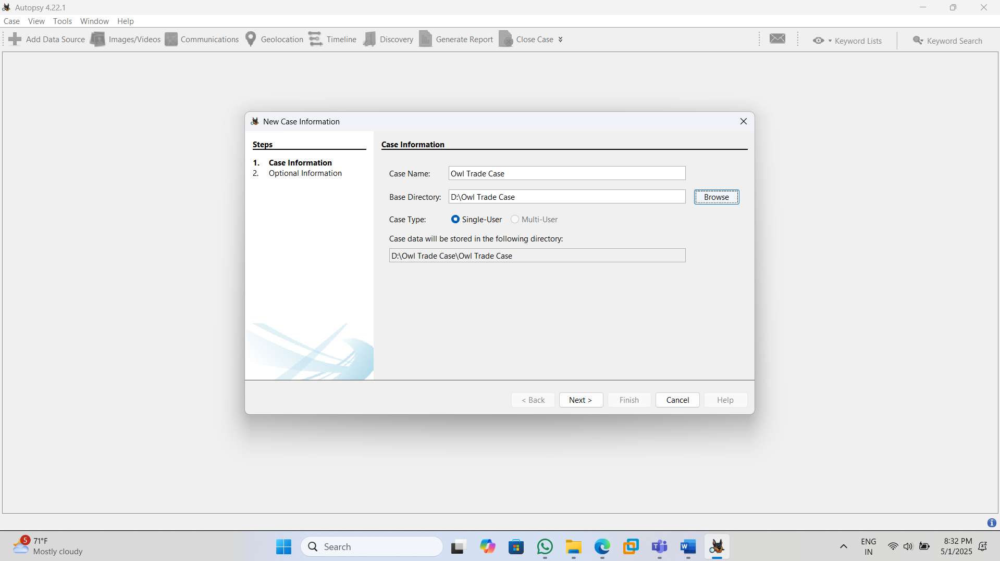 Autopsy 4.22.1
Case View Tools Window Help
Add Data Source Images/Videos Communications Geolocation Timeline Discovery Generate Report Close Case Keyword Lists Keyword Search
New Case Information
Steps
1. Case Information
2. Optional Information
Case Information
Case Name: Owl Trade Case
Base Directory: D:\Owl Trade Case Browse
Case Type: Single-User Multi-User
Case data will be stored in the following directory:
D:\Owl Trade Case\Owl Trade Case
< Back Next > Finish Cancel Help
5 71°F
Mostly cloudy
Search
ENG
IN
8:32 PM
5/1/2025